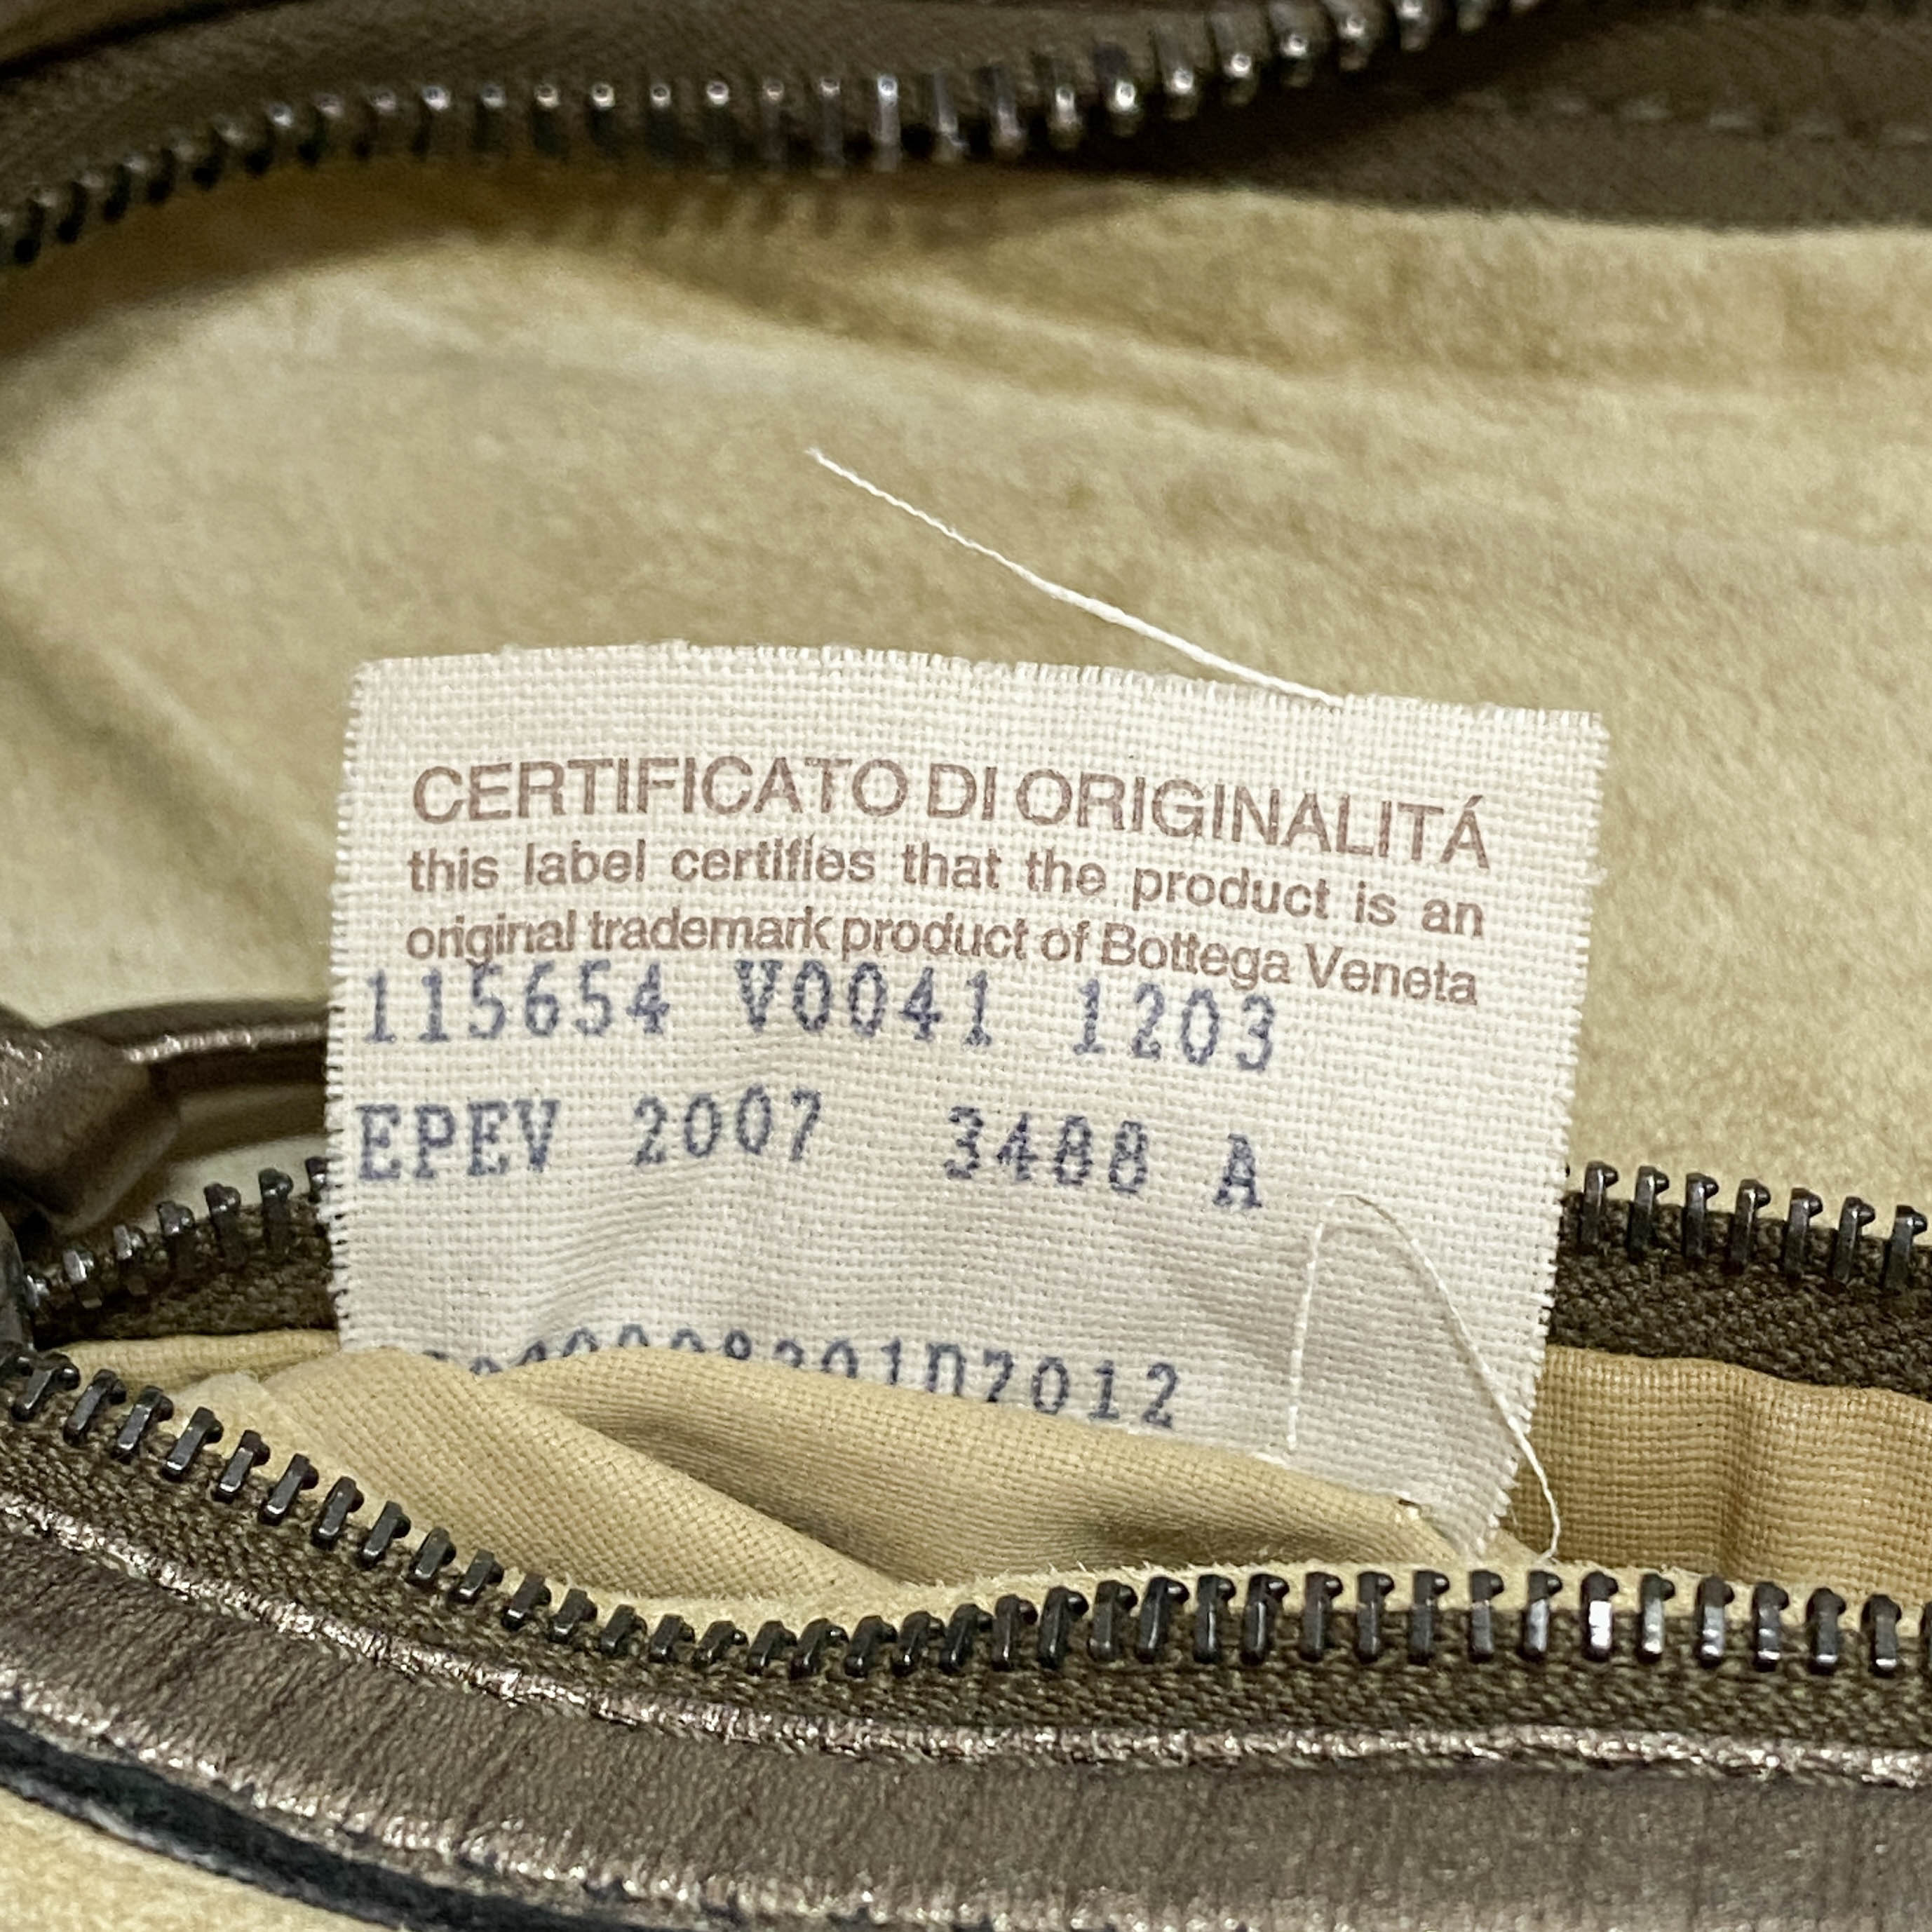 CERTIFICATO DI ORIGINALITÁ
this label certifies that the product is an
original trademark product of Bottega Veneta
115654 V0041 1203
EPEV 2007 3488 A